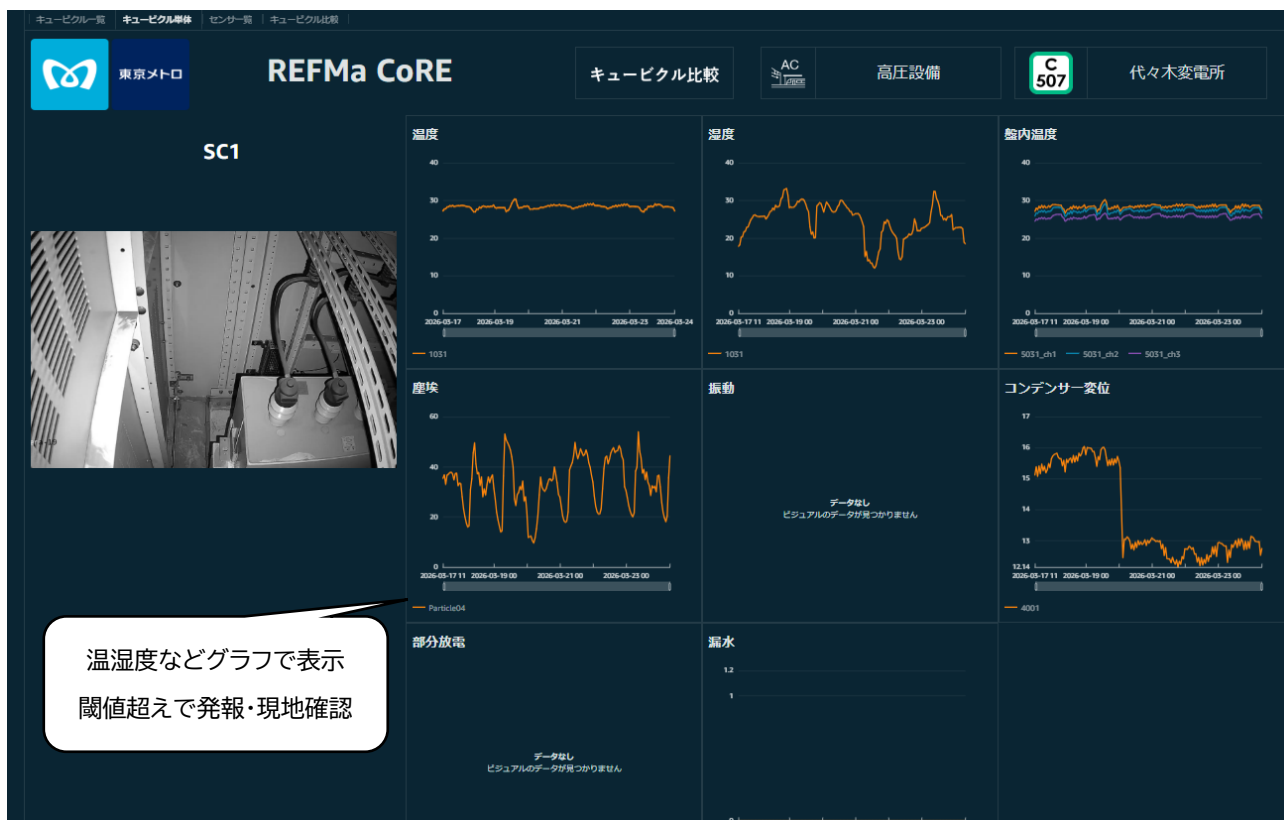 キュービクル一覧 キュービクル単体 センサ一覧 キュービクル比較
東京メトロ
REFMa CoRE
キュービクル比較
AC
高圧設備
C
507
代々木変電所
SC1
温度
40
30
20
10
0
2026-03-17 2026-03-19 2026-03-21 2026-03-23 2026-03-24
1031
湿度
40
30
20
10
0
2026-03-17 11 2026-03-19 00 2026-03-21 00 2026-03-23 00
1031
盤内温度
40
30
20
10
0
2026-03-17 11 2026-03-19 00 2026-03-21 00 2026-03-23 00
5031_ch1 5031_ch2 5031_ch3
塵埃
60
40
20
0
2026-03-17 11 2026-03-19 00 2026-03-21 00 2026-03-23 00
Particle04
振動
データなし
ビジュアルのデータが見つかりません
コンデンサー変位
17
16
15
14
13
12.14
2026-03-17 11 2026-03-19 00 2026-03-21 00 2026-03-23 00
4001
温湿度などグラフで表示
閾値超えで発報・現地確認
部分放電
データなし
ビジュアルのデータが見つかりません
漏水
1.2
1